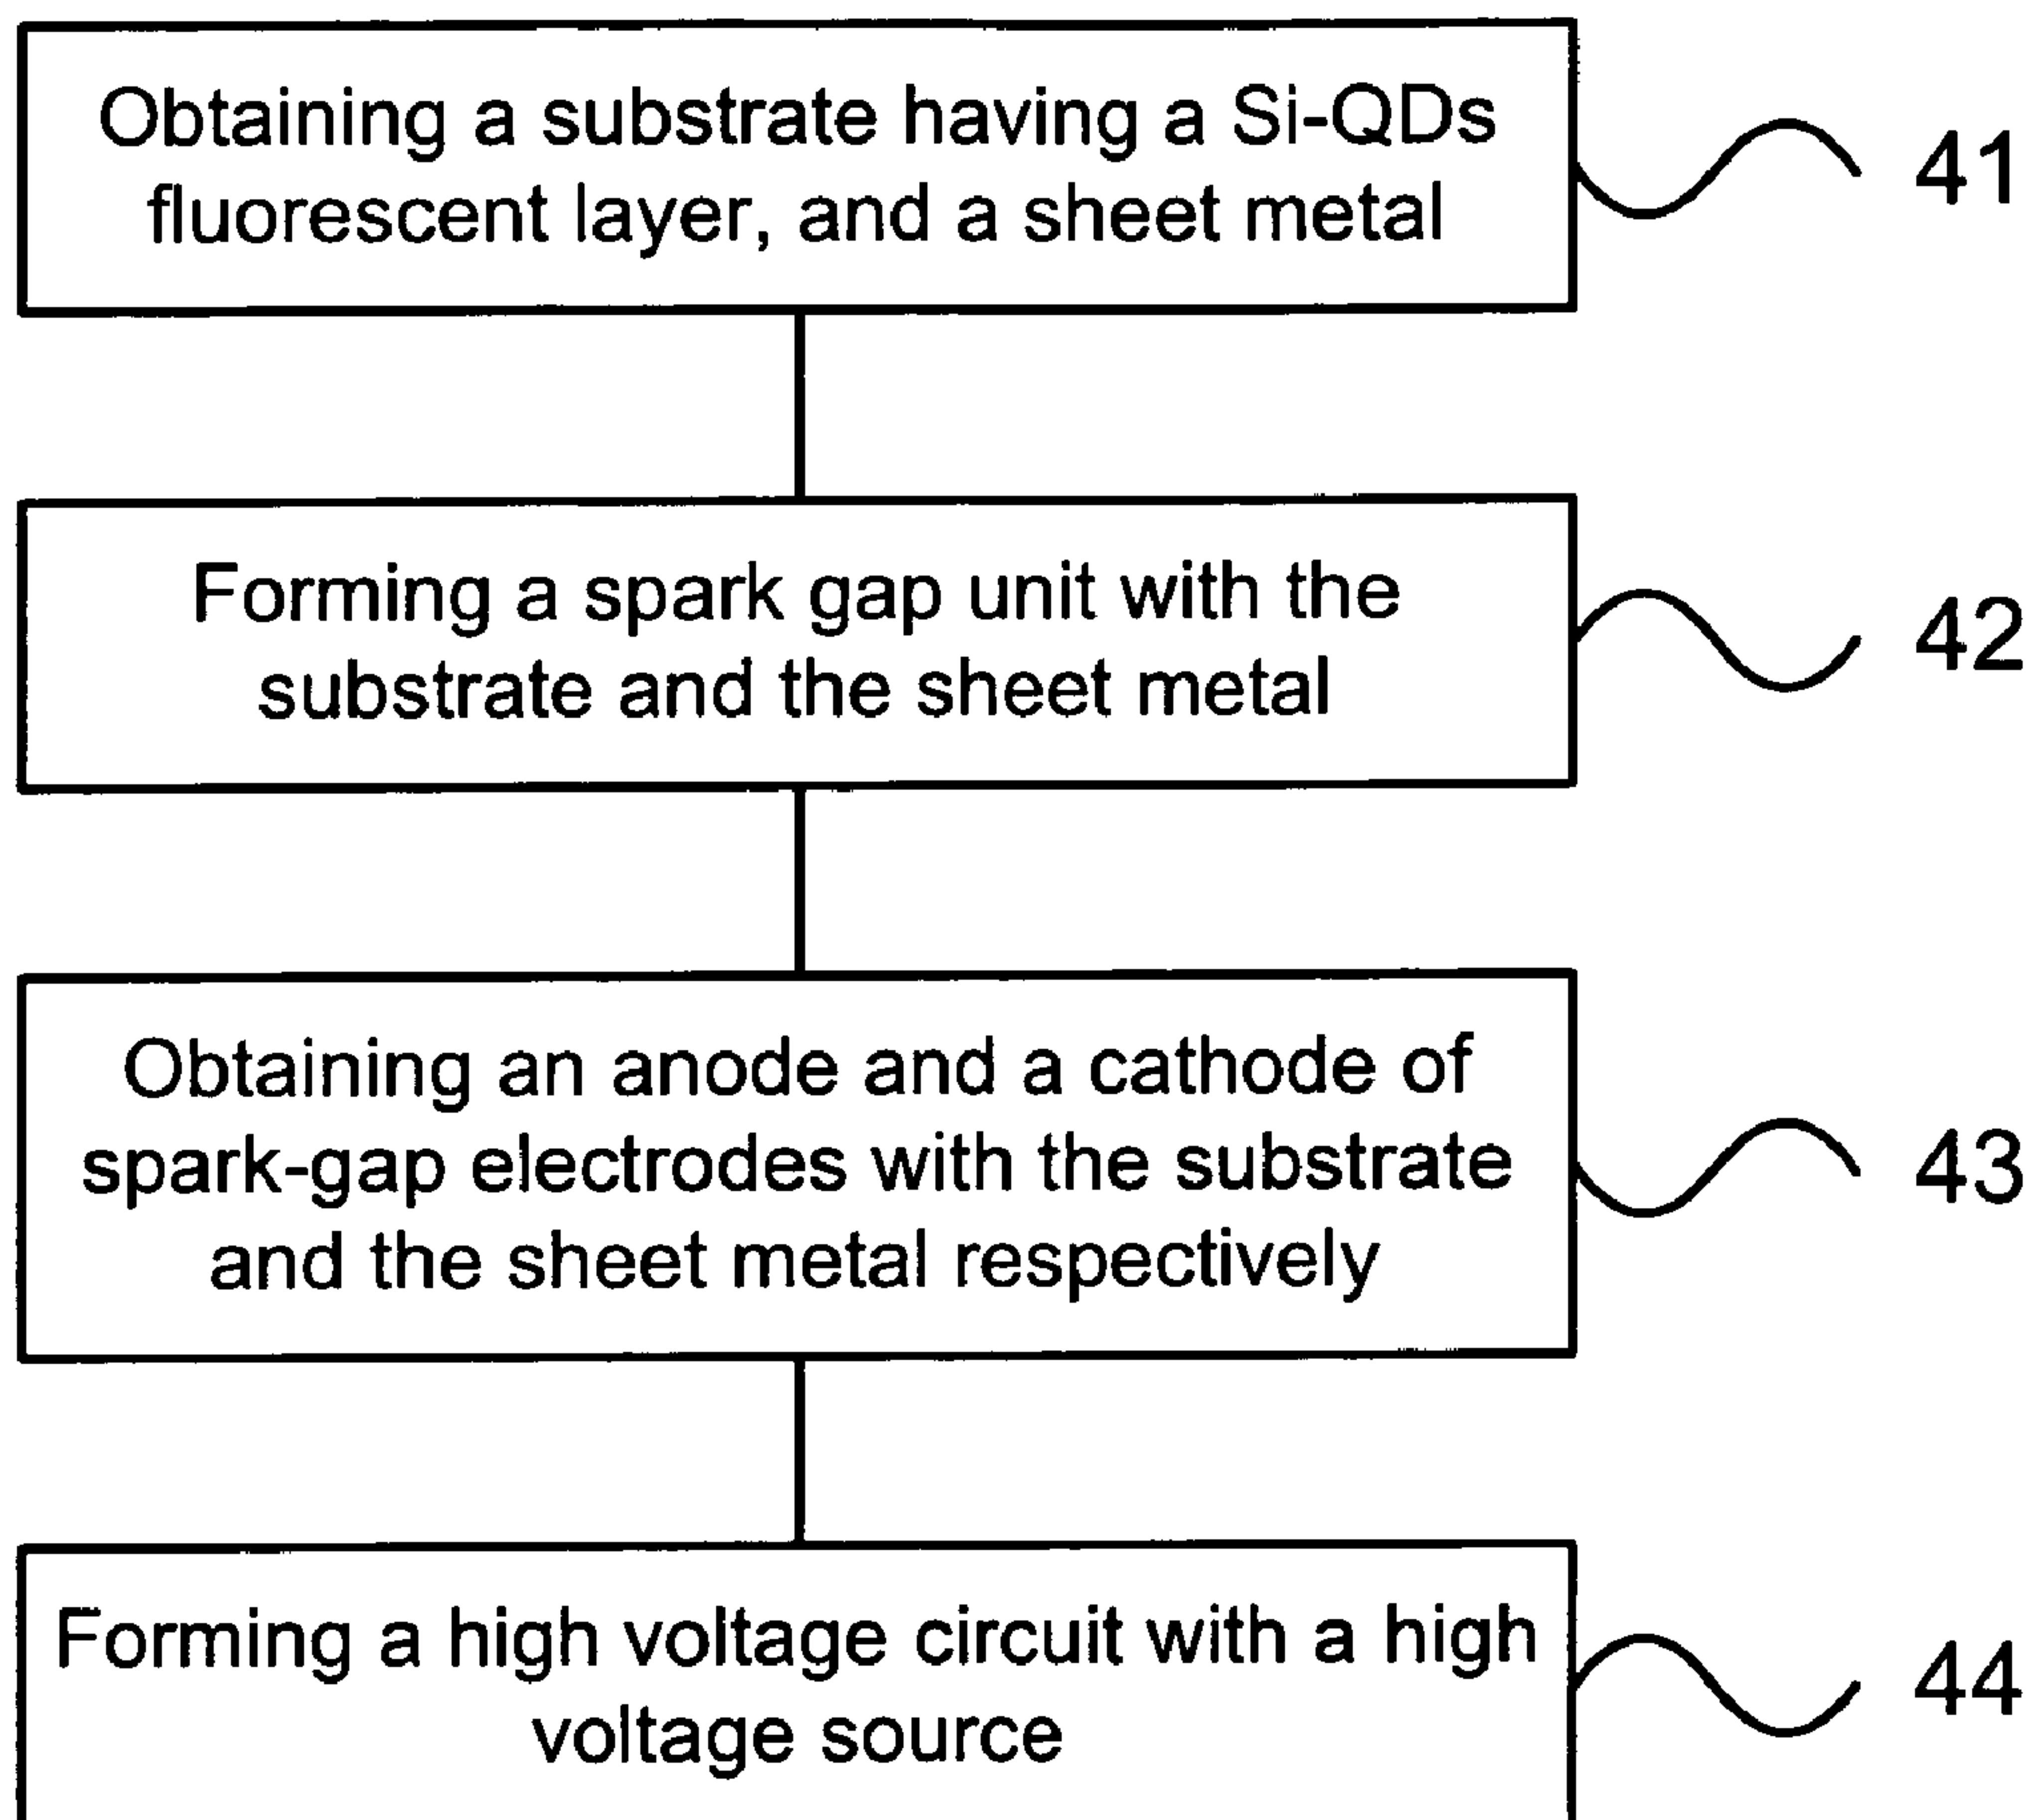 Obtaining a substrate having a Si-QDs
fluorescent layer, and a sheet metal
41
Forming a spark gap unit with the
substrate and the sheet metal
42
Obtaining an anode and a cathode of
spark-gap electrodes with the substrate
and the sheet metal respectively
43
Forming a high voltage circuit with a high
voltage source
44